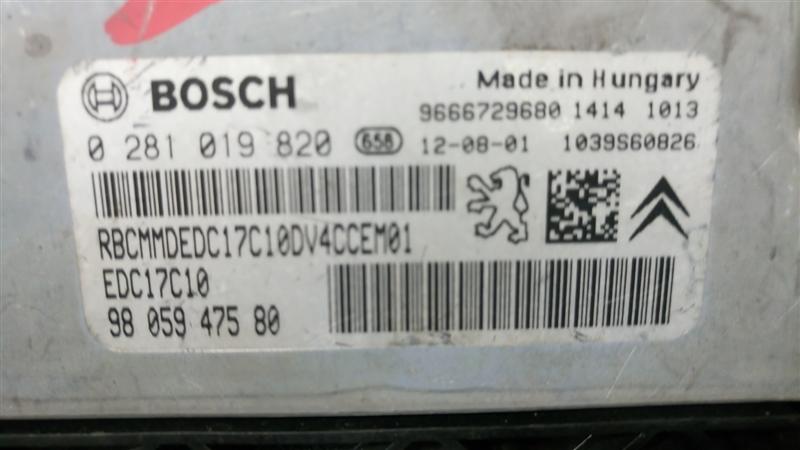 BOSCH Made in Hungary
9666729680 1414 1013
0 281 019 820 658 12-08-01 1039S60826
RBCMMDEDC17C10DV4CCEM01
EDC17C10
98 059 475 80